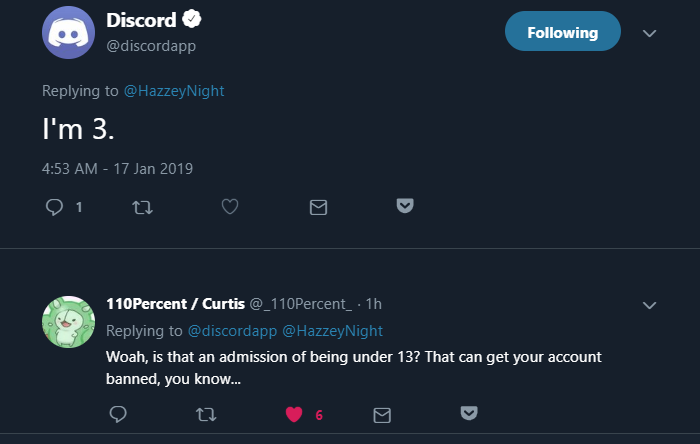 Discord
@discordapp
Following
Replying to @HazzeyNight
I'm 3.
4:53 AM - 17 Jan 2019
1
110Percent / Curtis @_110Percent_ · 1h
Replying to @discordapp @HazzeyNight
Woah, is that an admission of being under 13? That can get your account
banned, you know...
6